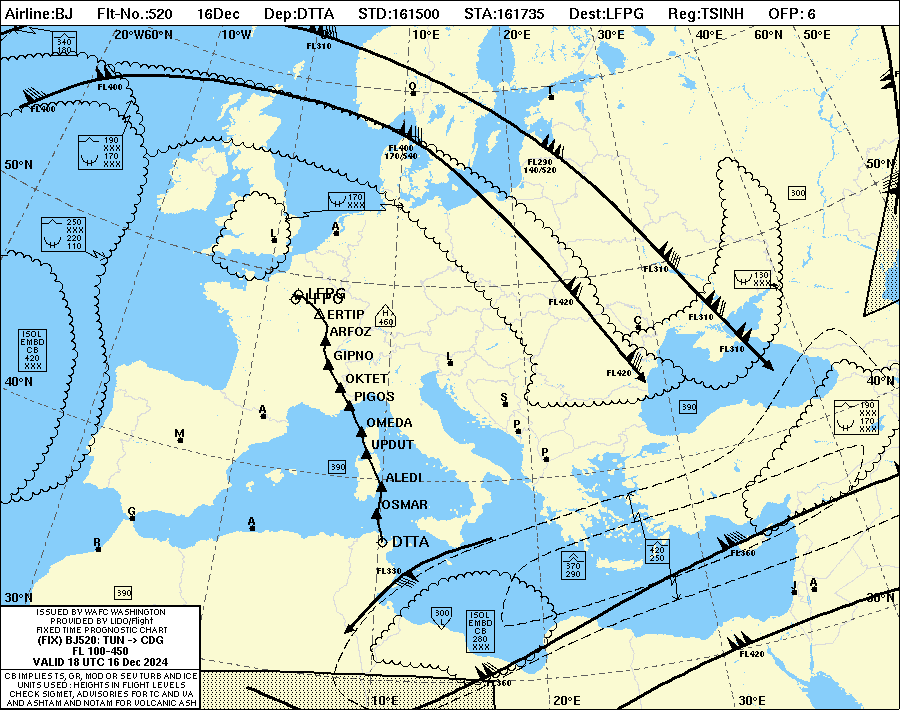 Airline:BJ Flt-No.:520 16Dec Dep:DTTA STD:161500 STA:161735 Dest:LFPG Reg:TSINH OFP: 6
20°W60°N 10°W 0° 10°E 20°E 30°E 40°E 60°N 50°E
340
180
FL310
FL400
FL400
O
T
190
XXX
170
XXX
FL400
170/540
FL290
140/520
50°N
50°N
300
170
XXX
250
XXX
220
110
L
A
FL310
130
XXX
FL420
FL310
LFPG
LFPO
ERTIP
H
460
C
ARFOZ
ISOL
EMBD
CB
420
XXX
GIPNO
L
FL310
FL420
40°N
OKTET
40°N
PIGOS
S
390
A
190
XXX
170
XXX
OMEDA
P
M
UPDUT
P
390
ALEDI
OSMAR
G
A
R
DTTA
420
250
FL360
370
290
FL330
390
J A
30°N
30°N
300
L
ISOL
EMBD
CB
280
XXX
FL420
FL360
10°E 20°E 30°E
ISSUED BY WAFC WASHINGTON
PROVIDED BY LIDO/Flight
FIXED TIME PROGNOSTIC CHART
(FIX) BJ520: TUN -> CDG
FL 100-450
VALID 18 UTC 16 Dec 2024
CB IMPLIES TS, GR, MOD OR SEV TURB AND ICE
UNITS USED : HEIGHTS IN FLIGHT LEVELS
CHECK SIGMET, ADVISORIES FOR TC AND VA
AND ASHTAM AND NOTAM FOR VOLCANIC ASH